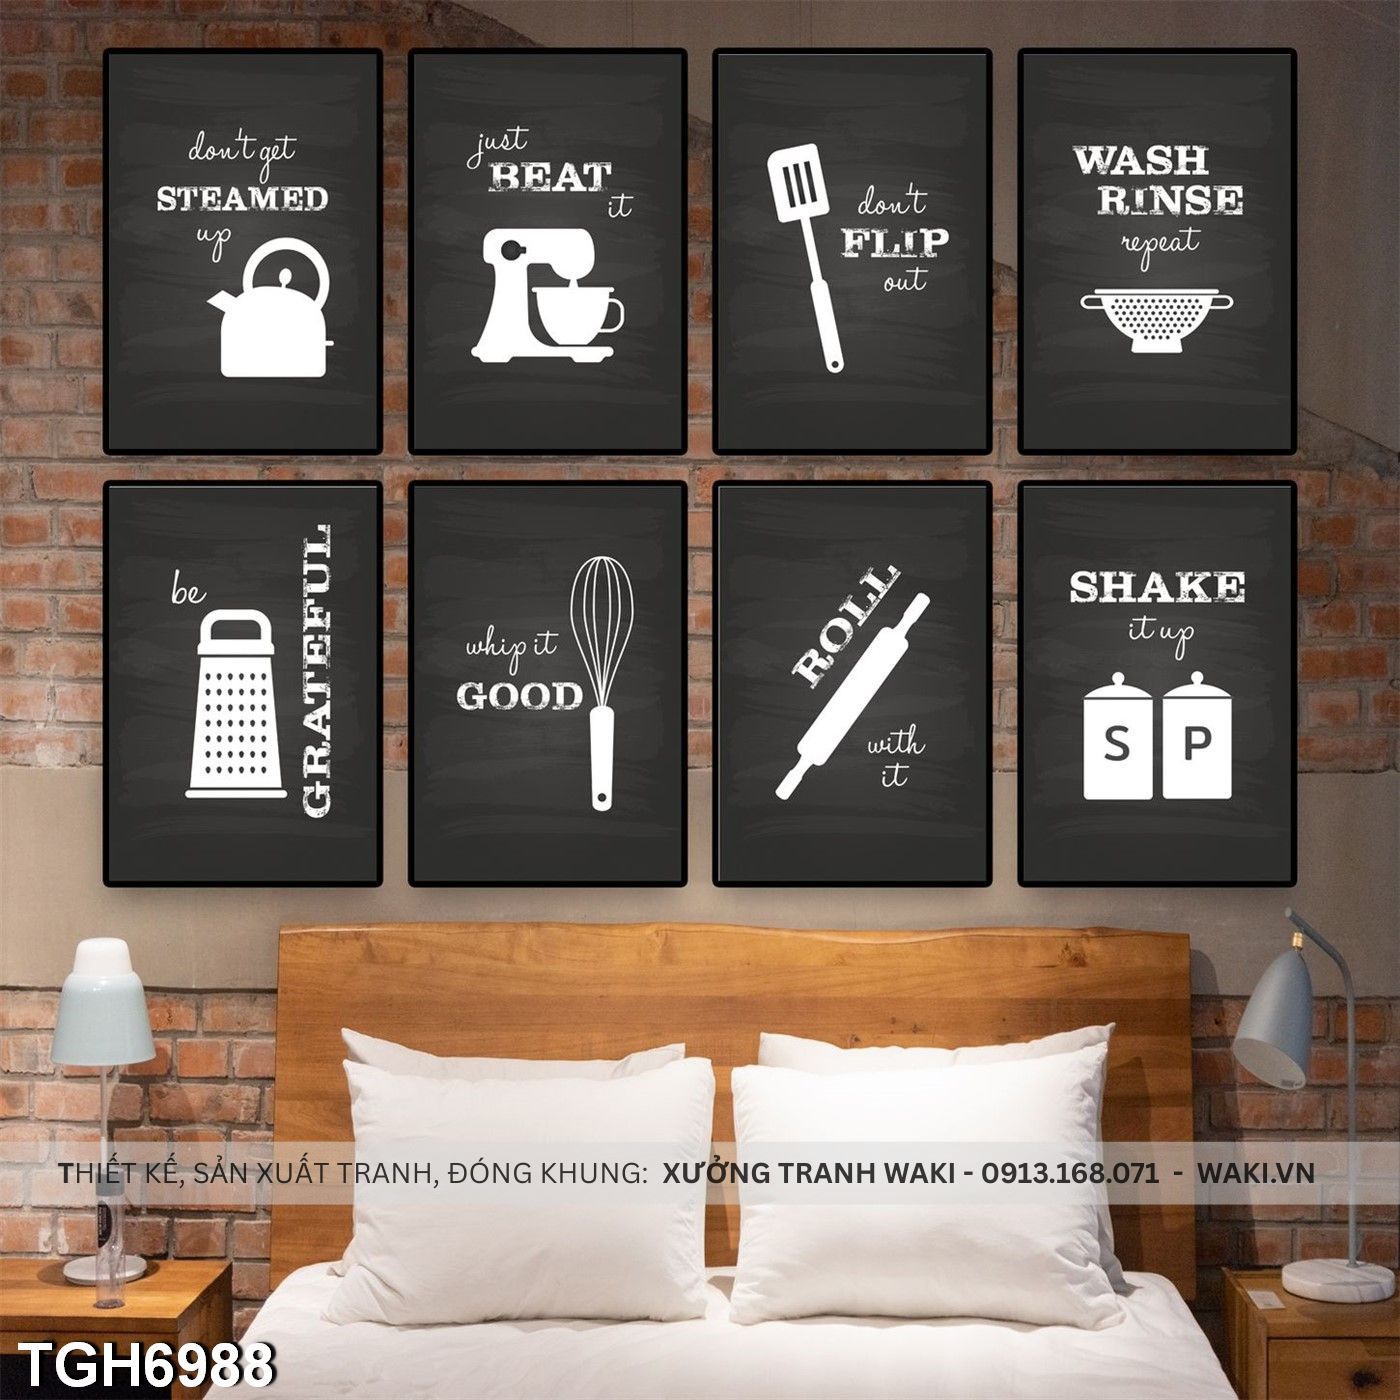 don't get
STEAMED
up
just
BEAT
it
don't
FLIP
out
WASH
RINSE
repeat
be
GRATEFUL
whip it
GOOD
ROLL
with
it
SHAKE
it up
S P
THIẾT KẾ, SẢN XUẤT TRANH, ĐÓNG KHUNG: XƯỞNG TRANH WAKI - 0913.168.071 - WAKI.VN
TGH6988